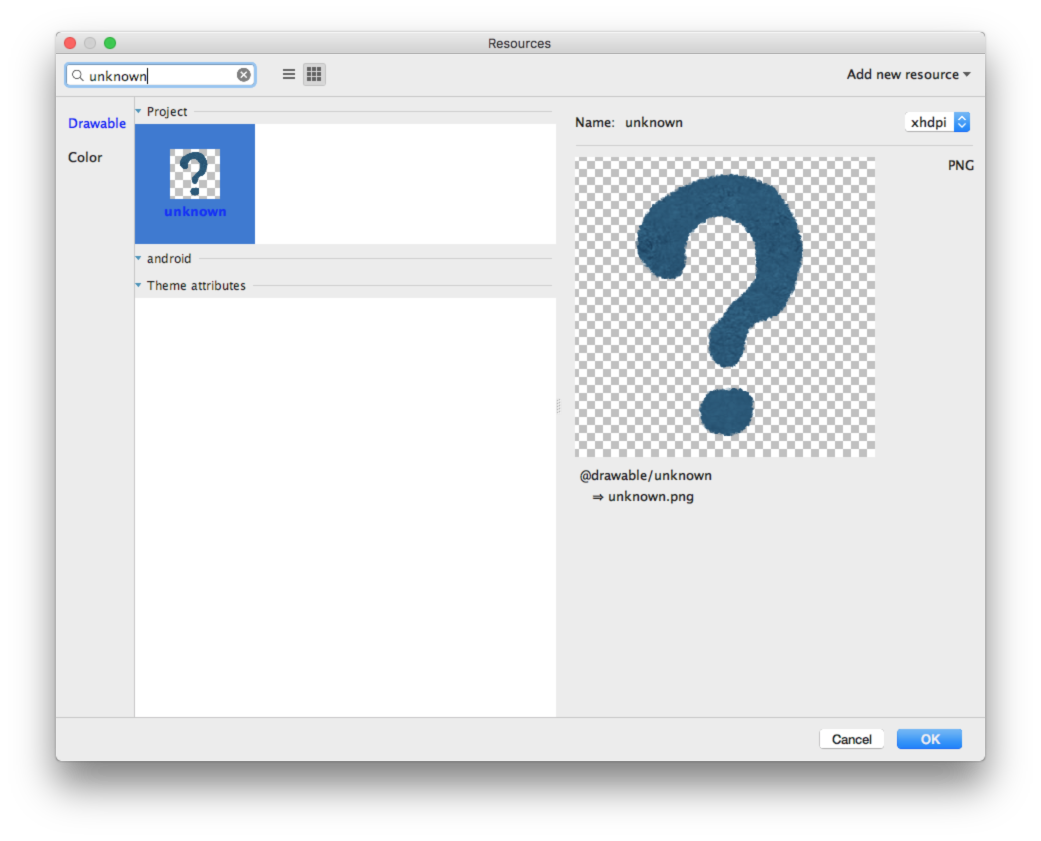 Resources
unknown
Add new resource
Drawable
Color
Project
unknown
android
Theme attributes
Name: unknown
xhdpi
PNG
@drawable/unknown
⇒ unknown.png
Cancel
OK